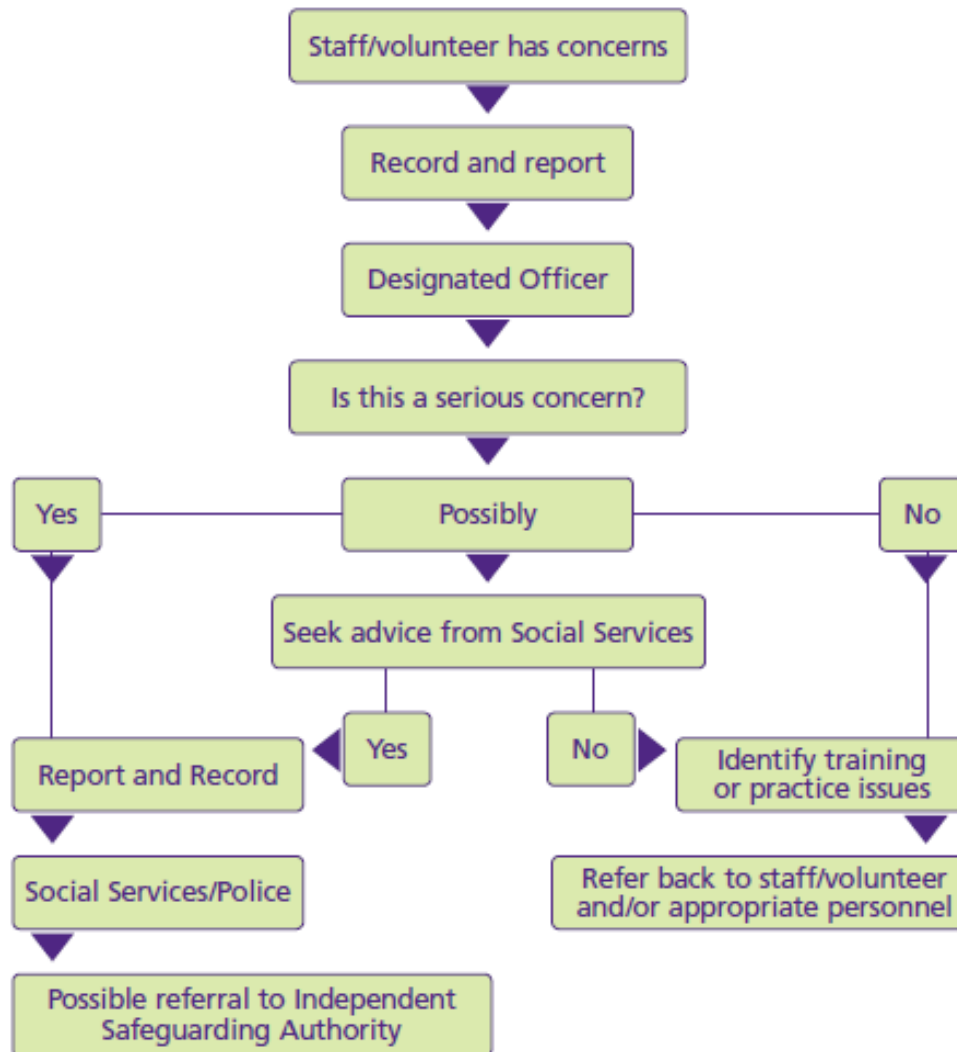 Staff/volunteer has concerns
Record and report
Designated Officer
Is this a serious concern?
Yes
Possibly
No
Seek advice from Social Services
Yes
No
Report and Record
Identify training
or practice issues
Social Services/Police
Refer back to staff/volunteer
and/or appropriate personnel
Possible referral to Independent
Safeguarding Authority